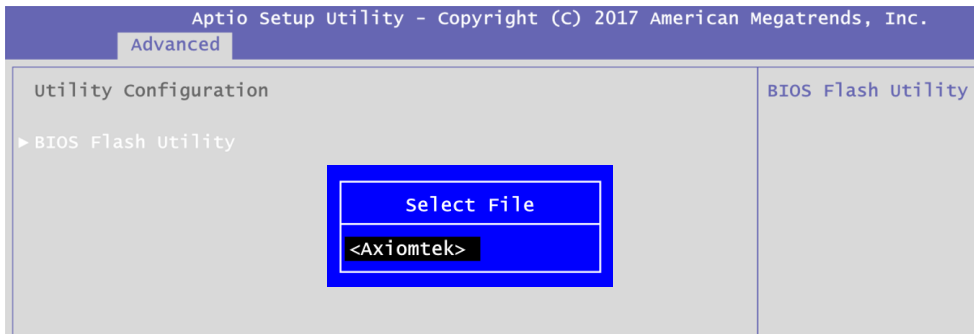 Aptio Setup Utility - Copyright (C) 2017 American Megatrends, Inc.
Advanced
Utility Configuration
BIOS Flash Utility
►BIOS Flash Utility
Select File
<Axiomtek>